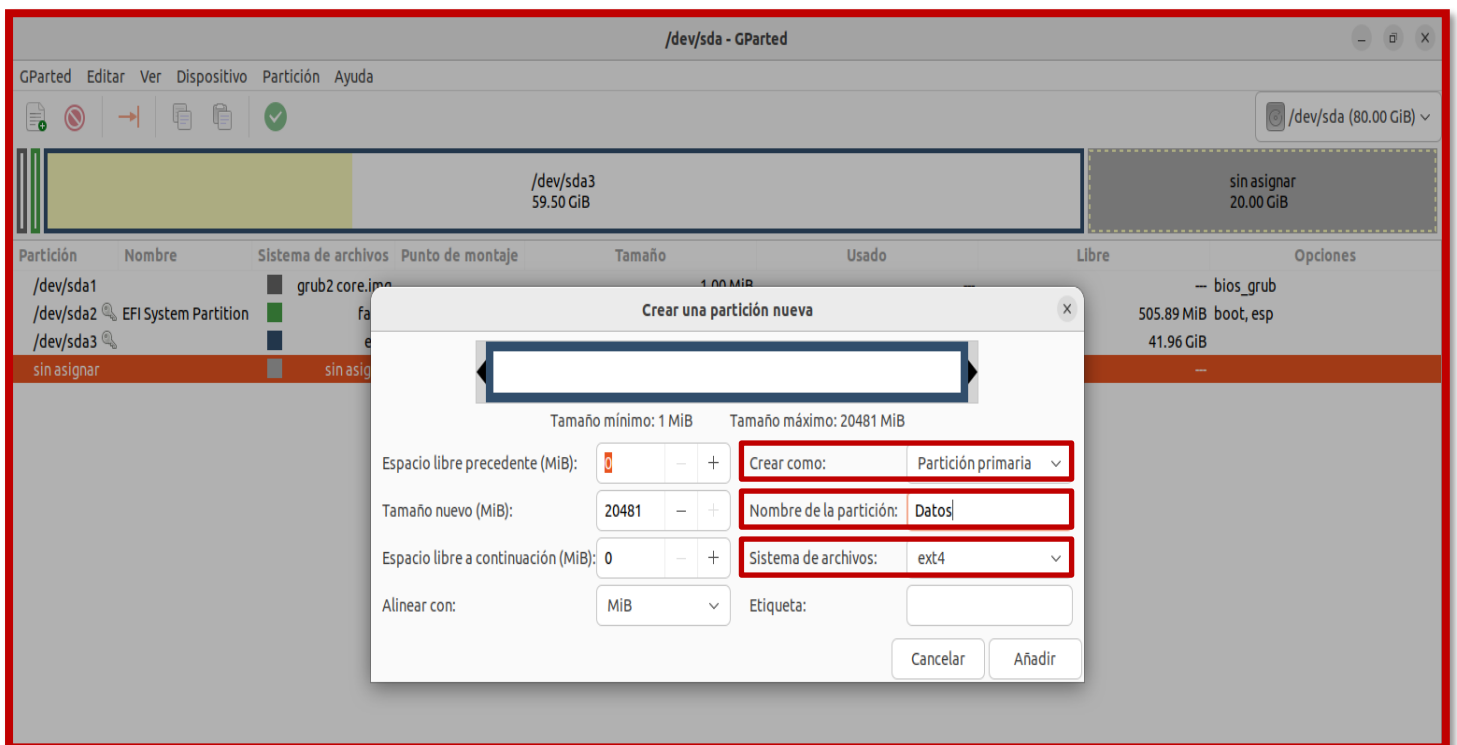 /dev/sda - GParted
GParted Editar Ver Dispositivo Partición Ayuda
/dev/sda (80.00 GiB)
/dev/sda3
59.50 GiB
sin asignar
20.00 GiB
Partición Nombre Sistema de archivos Punto de montaje Tamaño Usado Libre Opciones
/dev/sda1 grub2 core.img 1.00 MiB --- --- bios_grub
/dev/sda2 EFI System Partition fa 505.89 MiB boot, esp
/dev/sda3 e 41.96 GiB
sin asignar sin asig ---
Crear una partición nueva
Tamaño mínimo: 1 MiB Tamaño máximo: 20481 MiB
Espacio libre precedente (MiB): 0 Crear como: Partición primaria
Tamaño nuevo (MiB): 20481 Nombre de la partición: Datos
Espacio libre a continuación (MiB): 0 Sistema de archivos: ext4
Alinear con: MiB Etiqueta:
Cancelar Añadir